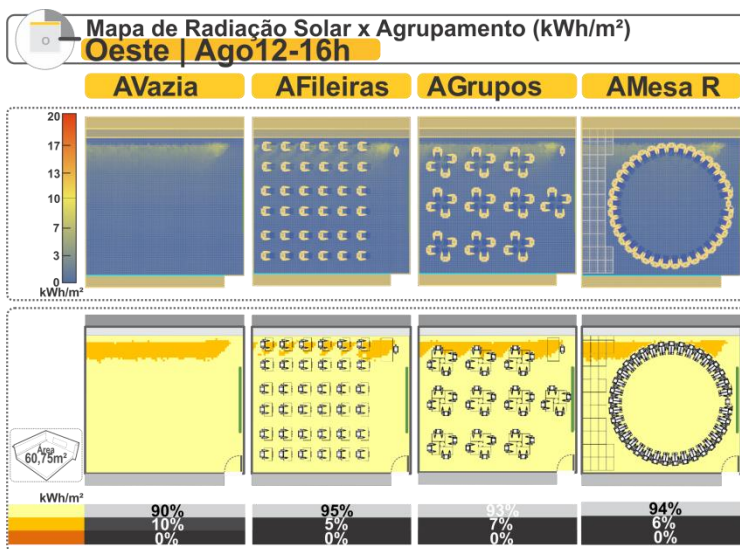 Mapa de Radiação Solar x Agrupamento (kWh/m²)
Oeste | Ago12-16h
AVazia AFileiras AGrupos AMesa R
20
17
13
10
7
3
0
kWh/m²
Área
60,75m²
kWh/m²
90% 95% 93% 94%
10% 5% 7% 6%
0% 0% 0% 0%